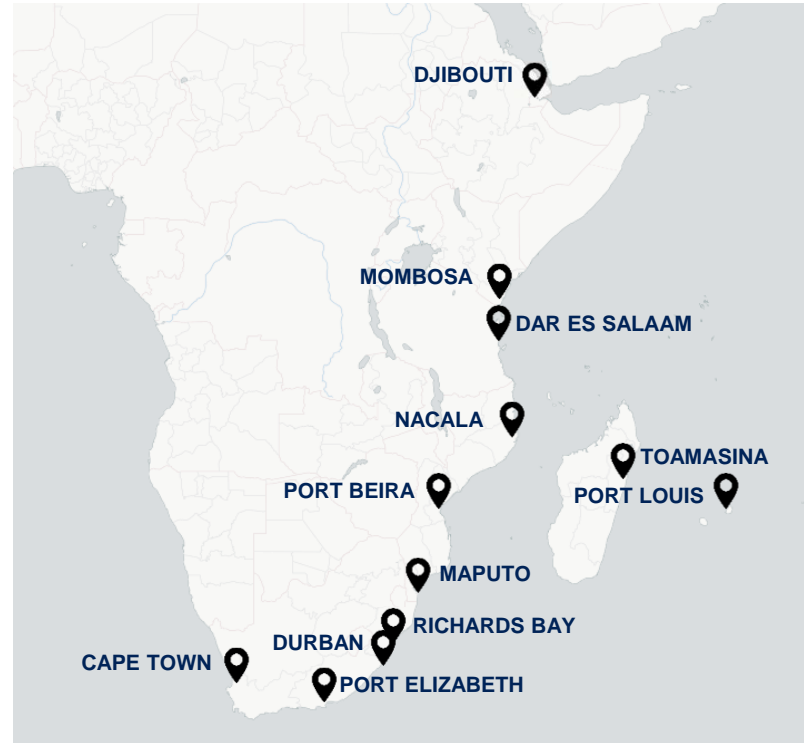 DJIBOUTI
MOMBOSA
DAR ES SALAAM
NACALA
TOAMASINA
PORT BEIRA
PORT LOUIS
MAPUTO
RICHARDS BAY
DURBAN
CAPE TOWN
PORT ELIZABETH